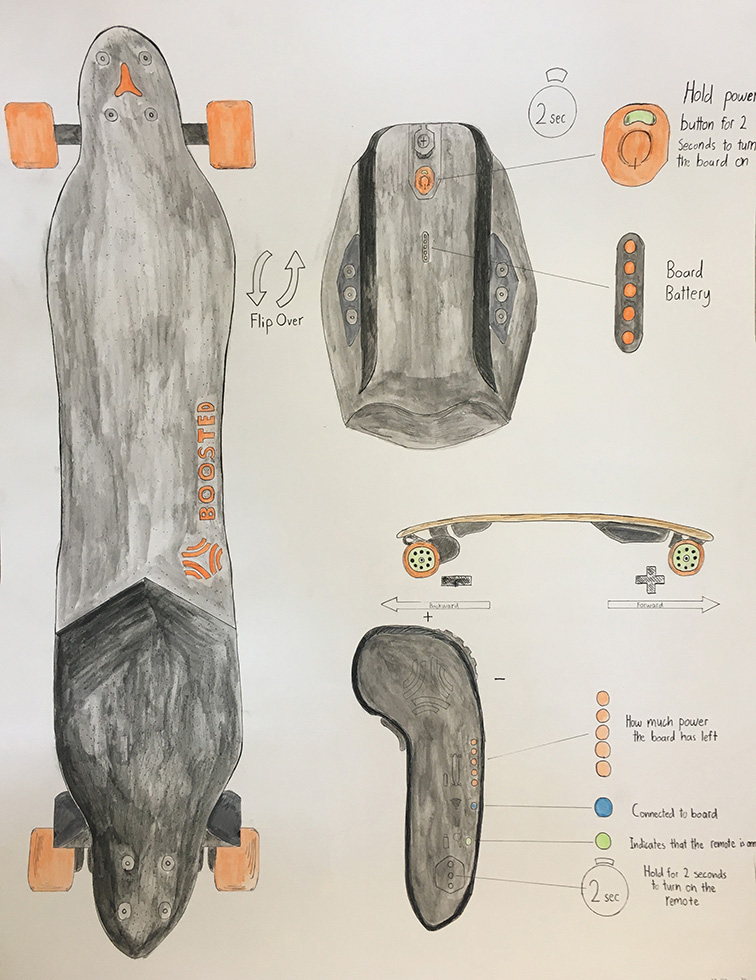 Hold power
button for 2
Seconds to turn
the board on
2 sec
Board
Battery
Flip Over
BOOSTED
Backward
Forward
+
-
How much power
the board has left
Connected to board
Indicates that the remote is on
Hold for 2 seconds
to turn on the
remote
2 sec